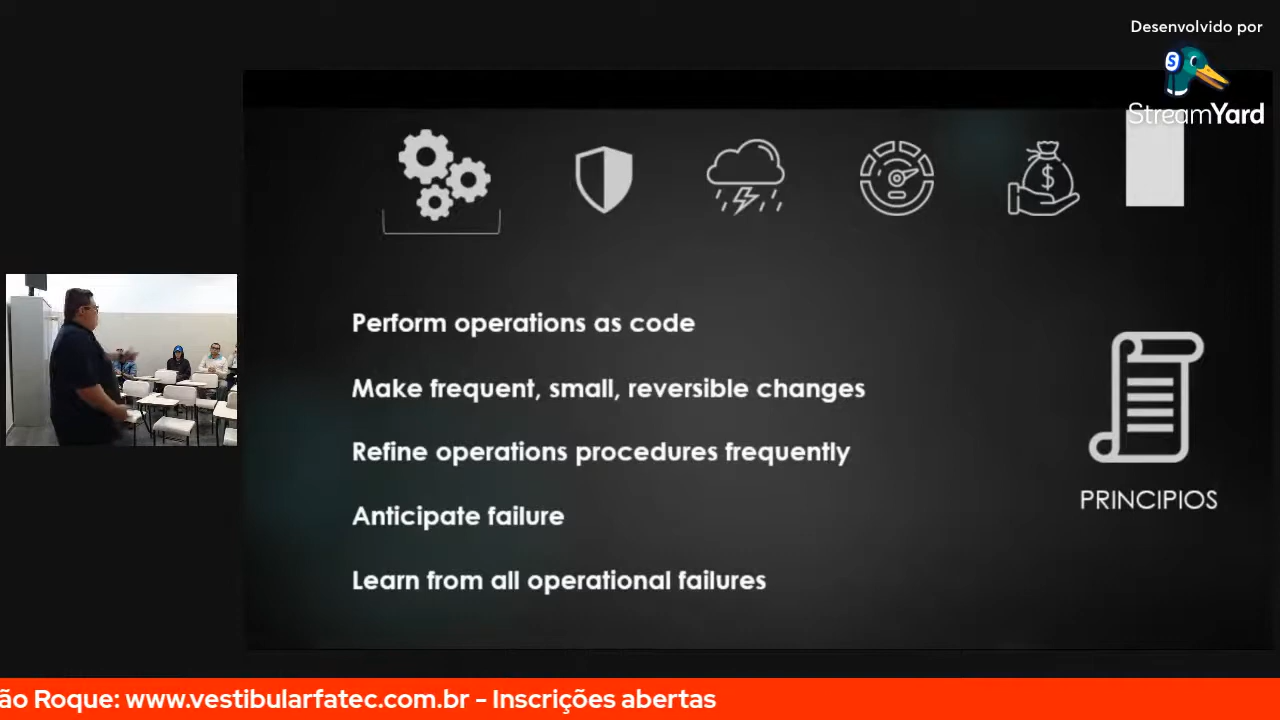 Desenvolvido por
StreamYard
Perform operations as code
Make frequent, small, reversible changes
Refine operations procedures frequently
Anticipate failure
Learn from all operational failures
PRINCIPIOS
ão Roque: www.vestibularfatec.com.br - Inscrições abertas